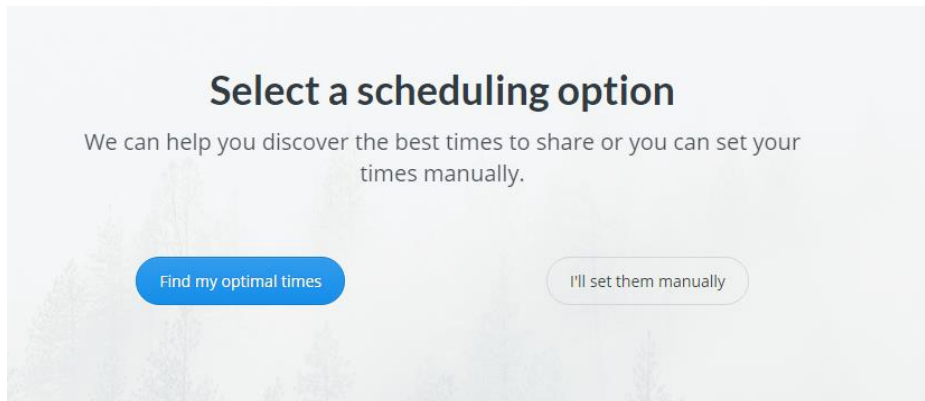 Select a scheduling option
We can help you discover the best times to share or you can set your
times manually.
Find my optimal times
I'll set them manually